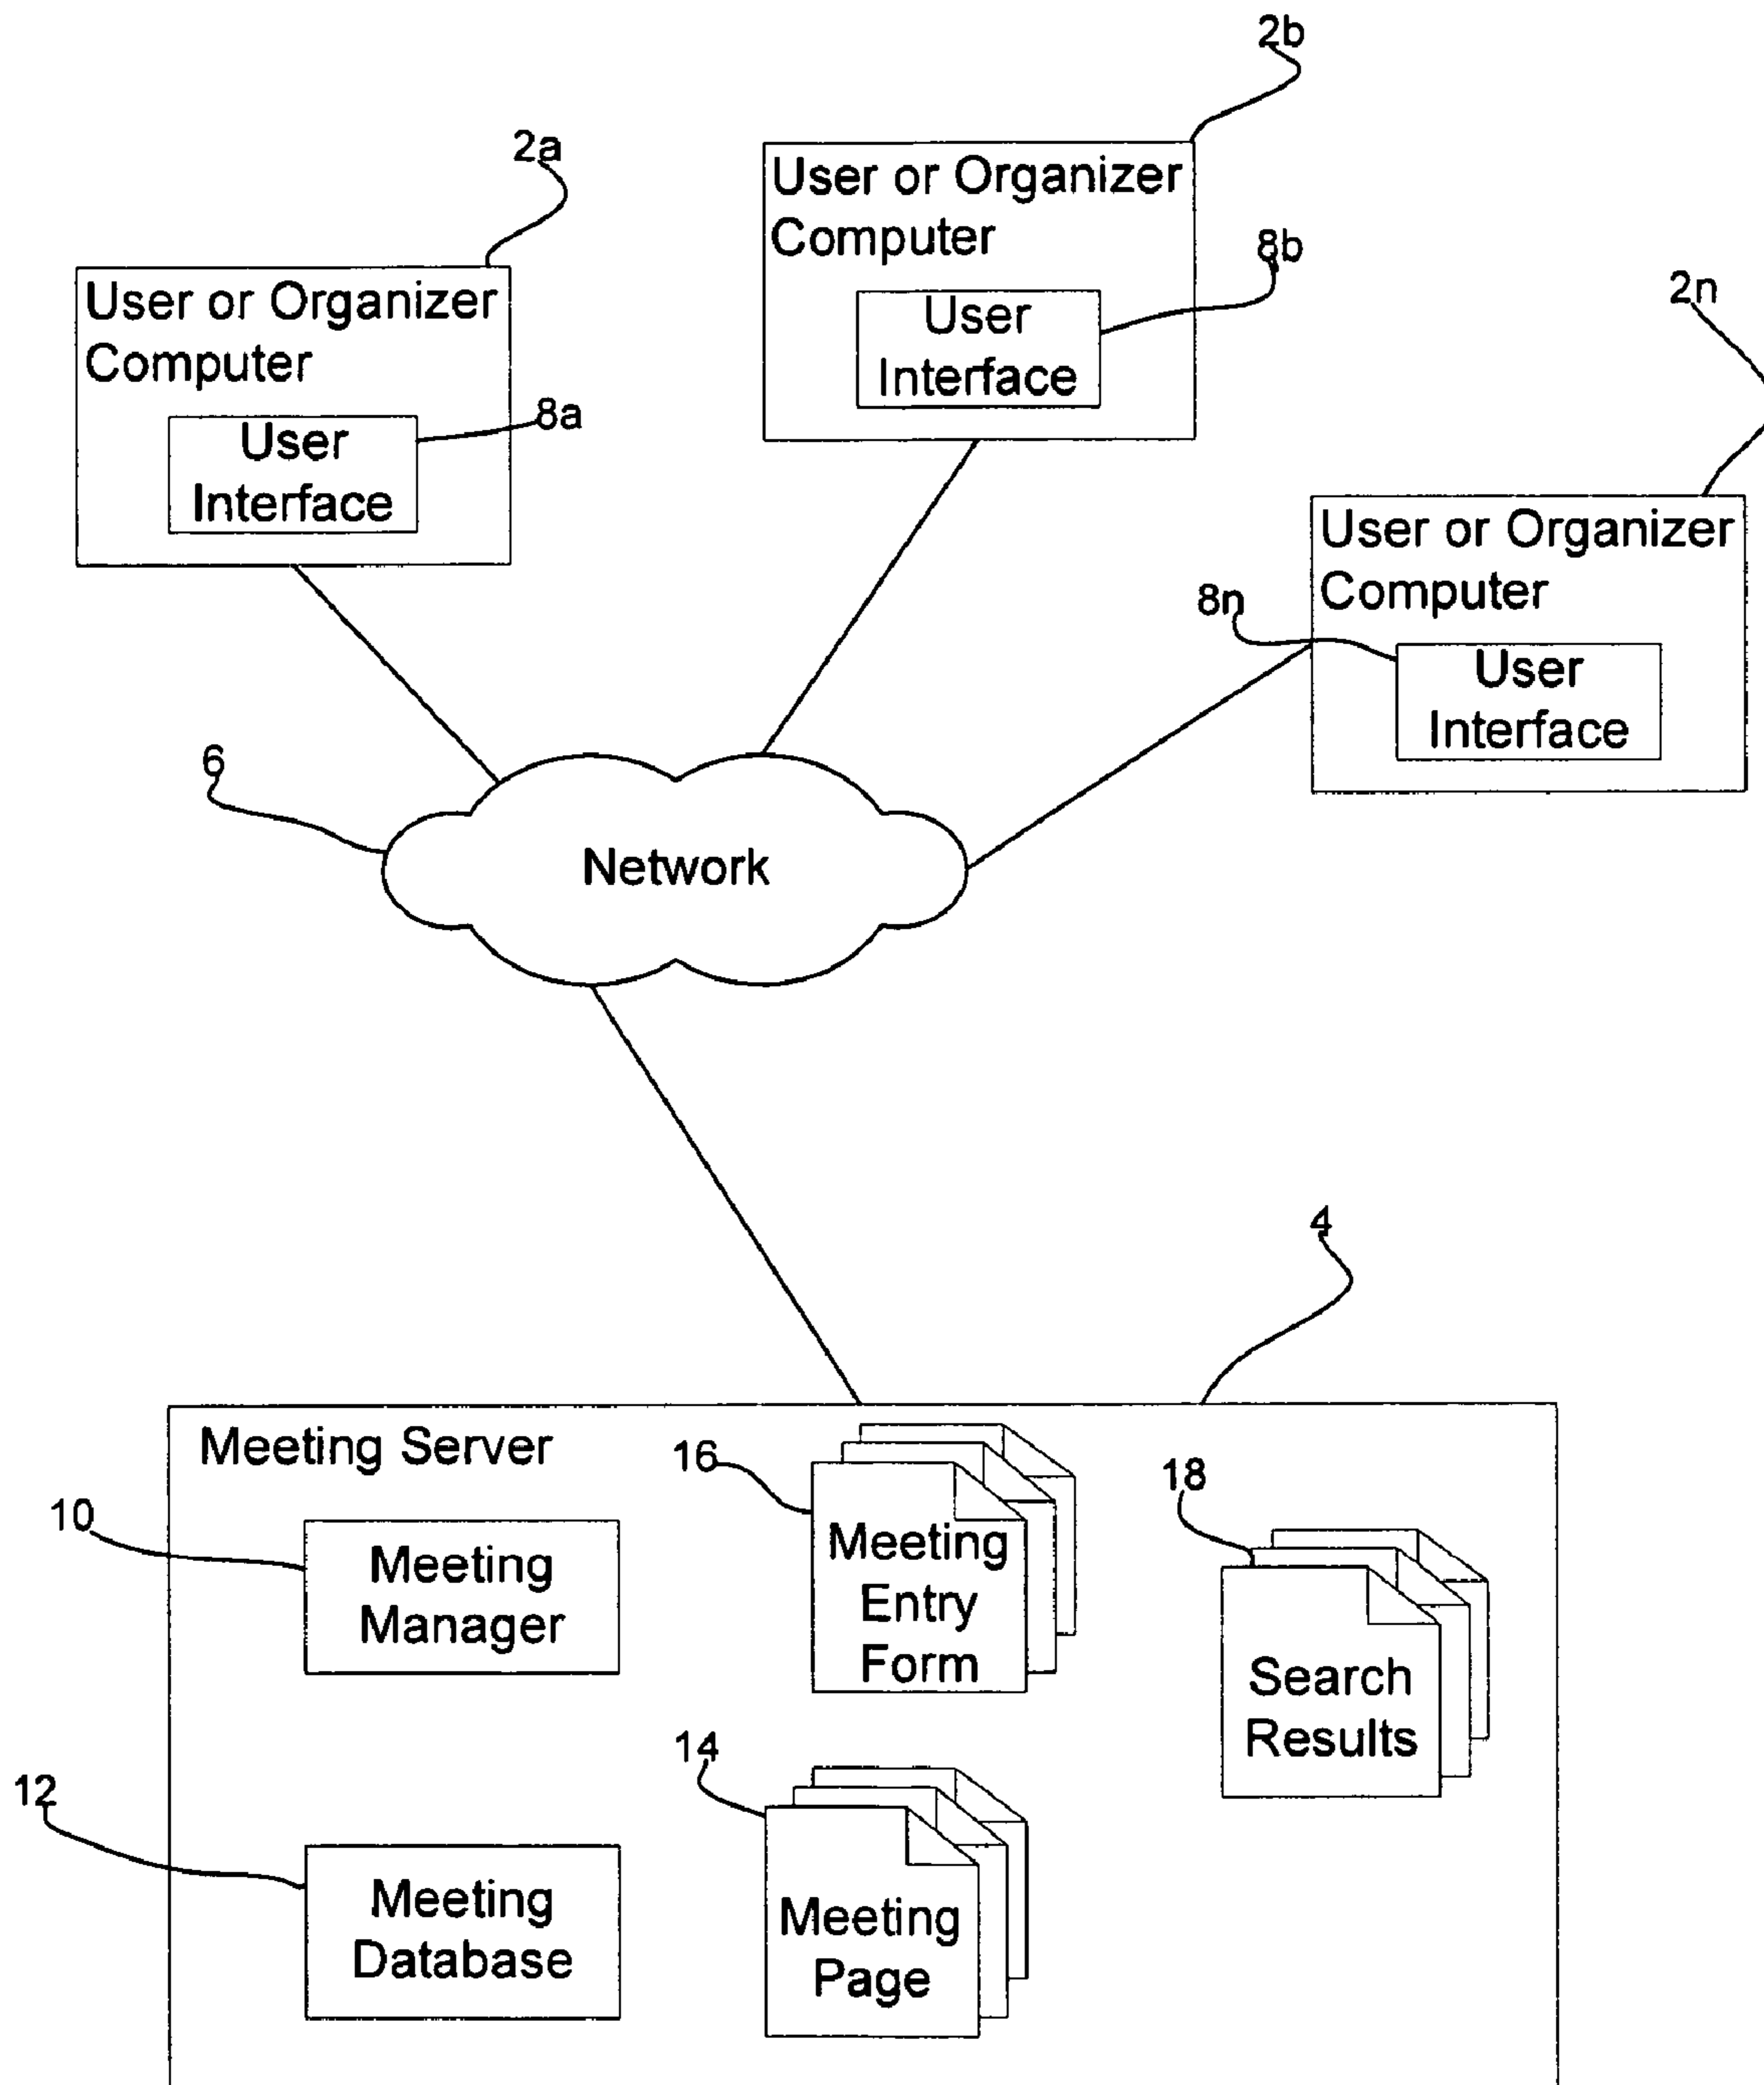 2b
2a
User or Organizer
Computer
8b
User
Interface
2n
User or Organizer
Computer
8a
User
Interface
User or Organizer
Computer
8n
User
Interface
6
Network
4
Meeting Server
16
18
10
Meeting
Manager
Meeting
Entry
Form
Search
Results
14
12
Meeting
Database
Meeting
Page